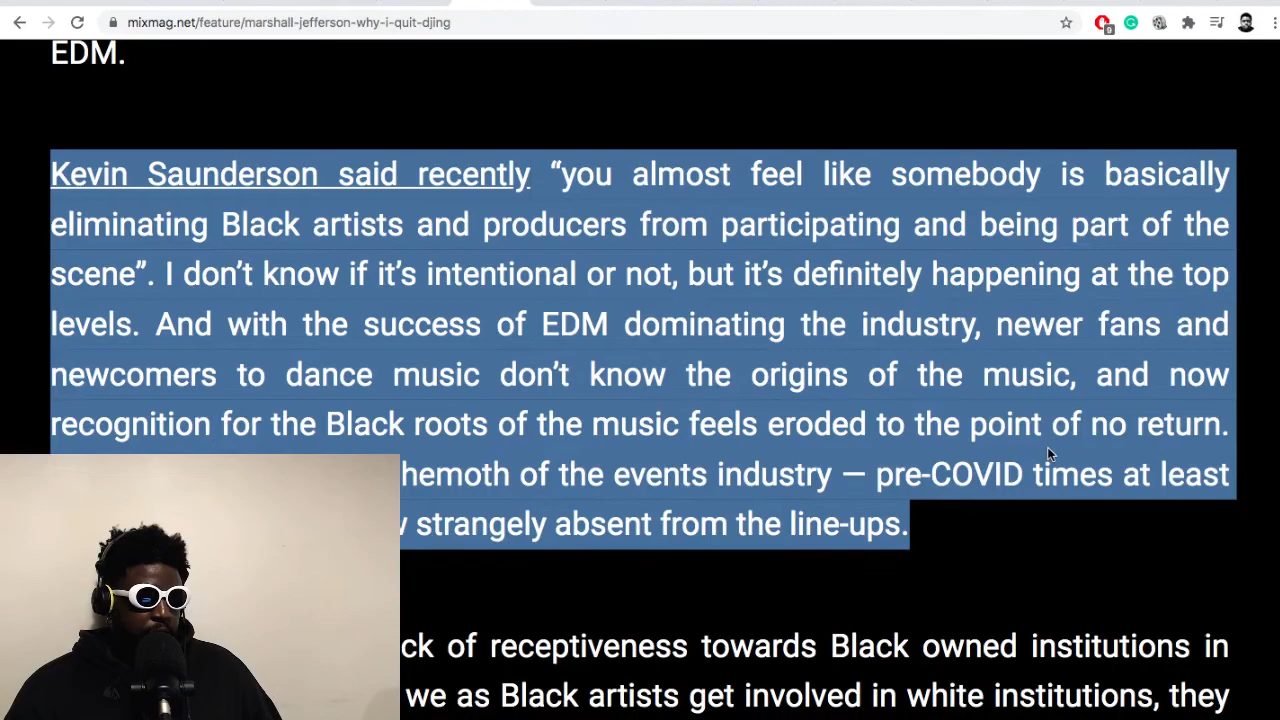 mixmag.net/feature/marshall-jefferson-why-i-quit-djing
9
EDM.
Kevin Saunderson said recently “you almost feel like somebody is basically
eliminating Black artists and producers from participating and being part of the
scene”. I don’t know if it’s intentional or not, but it’s definitely happening at the top
levels. And with the success of EDM dominating the industry, newer fans and
newcomers to dance music don’t know the origins of the music, and now
recognition for the Black roots of the music feels eroded to the point of no return.
hemoth of the events industry — pre-COVID times at least
strangely absent from the line-ups.
ck of receptiveness towards Black owned institutions in
we as Black artists get involved in white institutions, they